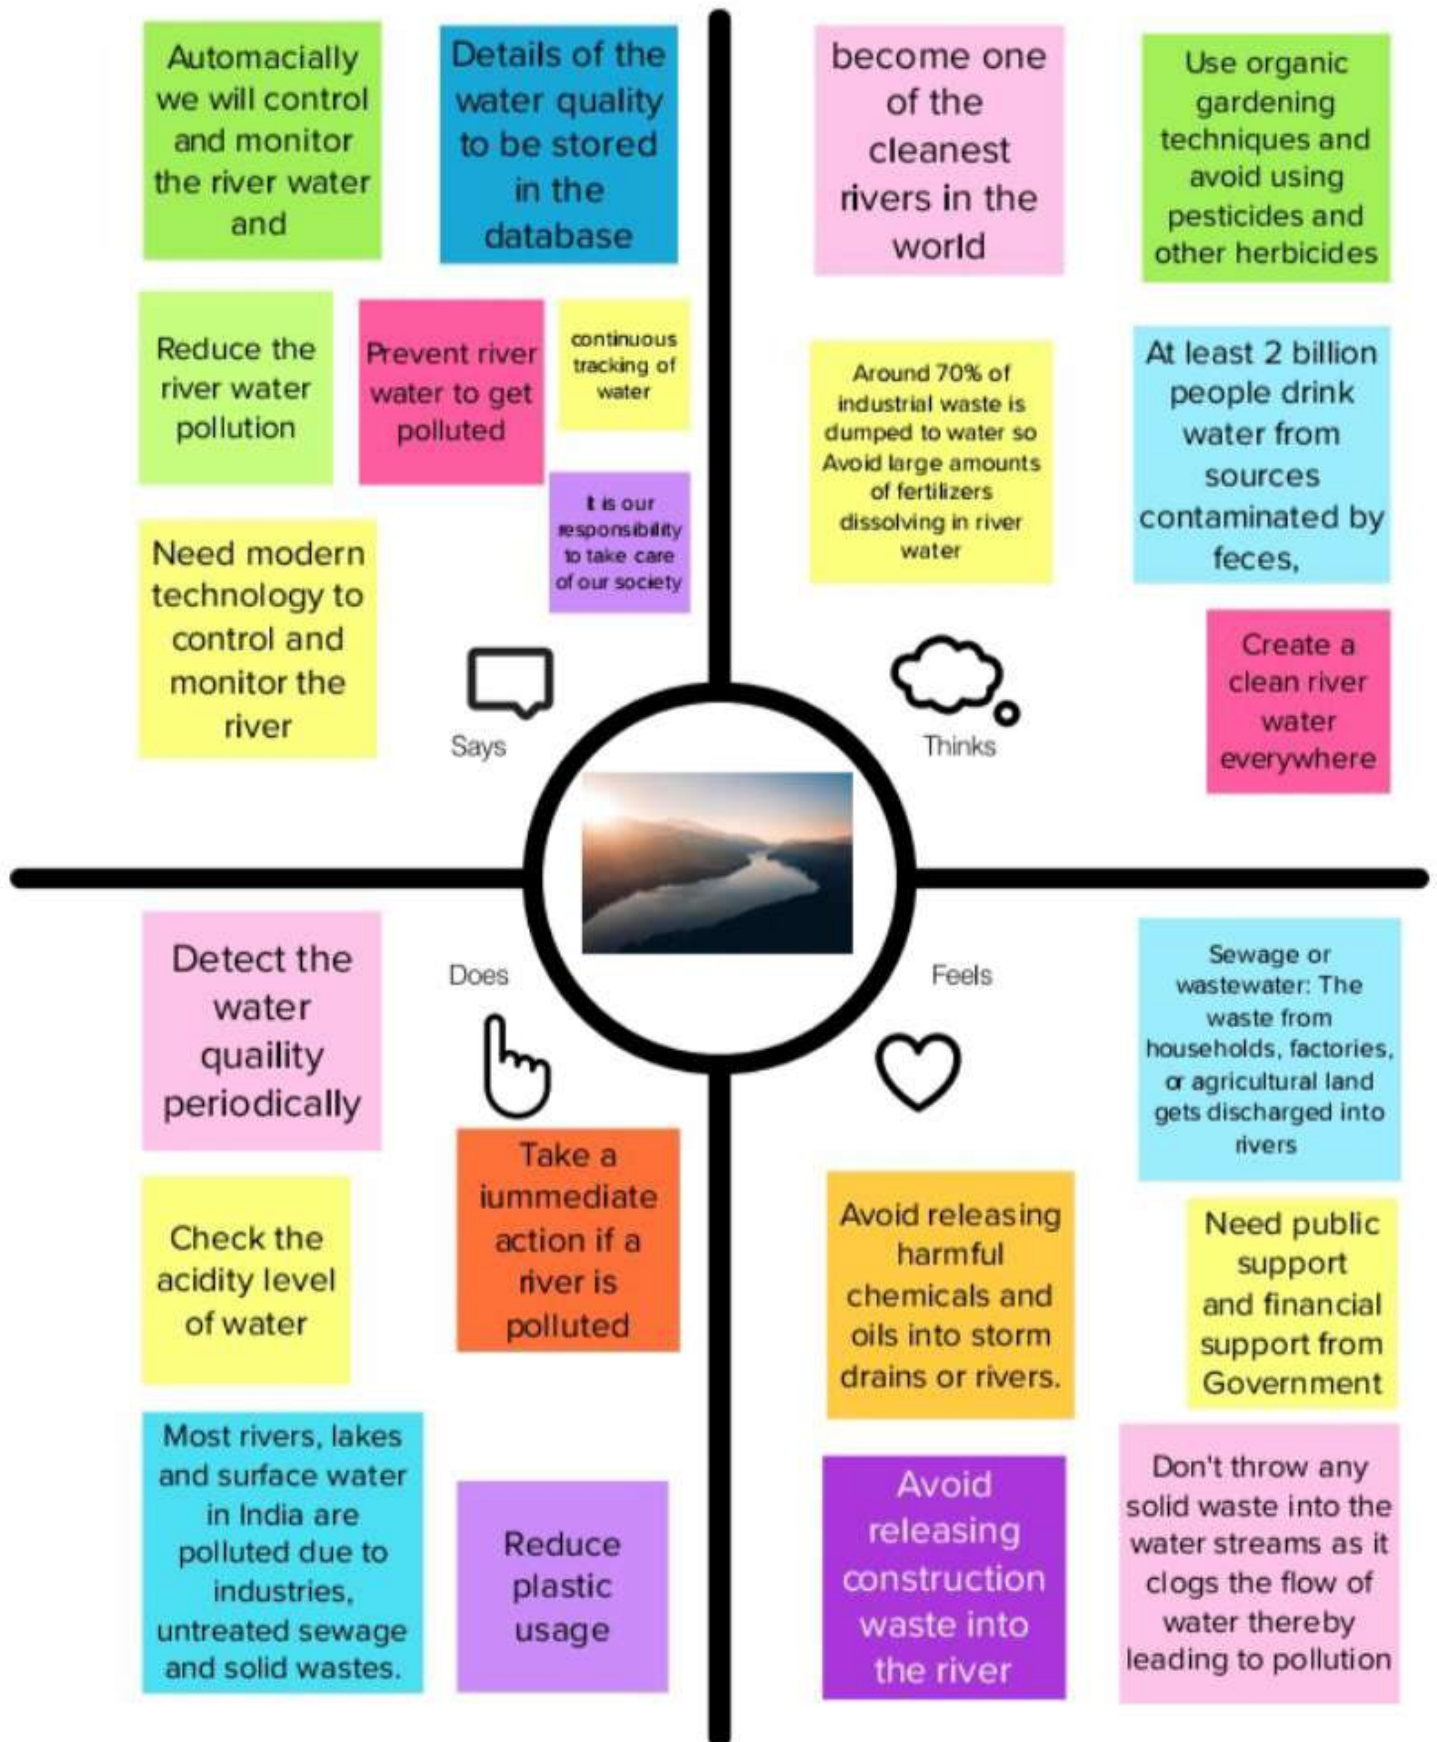 Automacially
we will control
and monitor
the river water
and
Details of the
water quality
to be stored
in the
database
Reduce the
river water
pollution
Prevent river
water to get
polluted
continuous
tracking of
water
It is our
responsibility
to take care
of our society
Need modern
technology to
control and
monitor the
river
Says
become one
of the
cleanest
rivers in the
world
Use organic
gardening
techniques and
avoid using
pesticides and
other herbicides
Around 70% of
industrial waste is
dumped to water so
Avoid large amounts
of fertilizers
dissolving in river
water
At least 2 billion
people drink
water from
sources
contaminated by
feces,
Create a
clean river
water
everywhere
Thinks
Does
Detect the
water
quaility
periodically
Take a
iummediate
action if a
river is
polluted
Check the
acidity level
of water
Most rivers, lakes
and surface water
in India are
polluted due to
industries,
untreated sewage
and solid wastes.
Reduce
plastic
usage
Feels
Sewage or
wastewater: The
waste from
households, factories,
or agricultural land
gets discharged into
rivers
Avoid releasing
harmful
chemicals and
oils into storm
drains or rivers.
Need public
support
and financial
support from
Government
Avoid
releasing
construction
waste into
the river
Don't throw any
solid waste into the
water streams as it
clogs the flow of
water thereby
leading to pollution